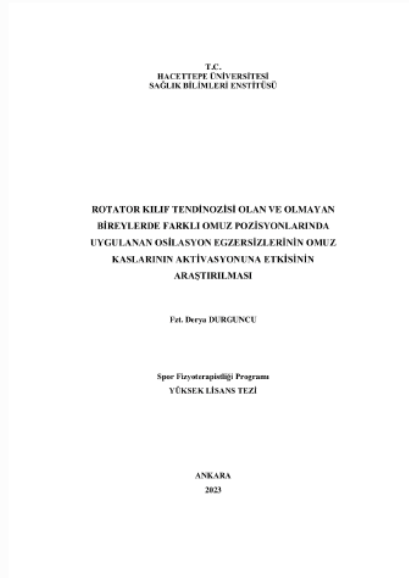 T.C.
HACETTEPE ÜNİVERSİTESİ
SAĞLIK BİLİMLERİ ENSTİTÜSÜ
ROTATOR KILIF TENDİNOZİSİ OLAN VE OLMAYAN
BİREYLERDE FARKLI OMUZ POZİSYONLARINDA
UYGULANAN OSİLASYON EGZERSİZLERİNİN OMUZ
KASLARININ AKTİVASYONUNA ETKİSİNİN
ARAŞTIRILMASI
Fzt. Derya DURGUNCU
Spor Fizyoterapistliği Programı
YÜKSEK LİSANS TEZİ
ANKARA
2023